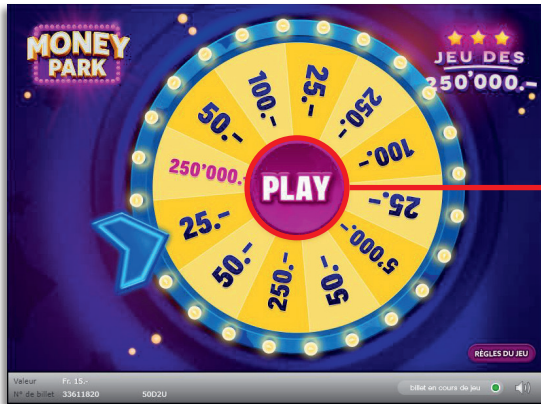 MONEY
PARK
JEU DES
250'000.-
25.-
250.-
100.-
25.-
5'000.-
50.-
250.-
50.-
25.-
250'000.-
50.-
100.-
PLAY
RÈGLES DU JEU
Valeur Fr. 15.-
N° de billet 33611820 50D2U
billet en cours de jeu